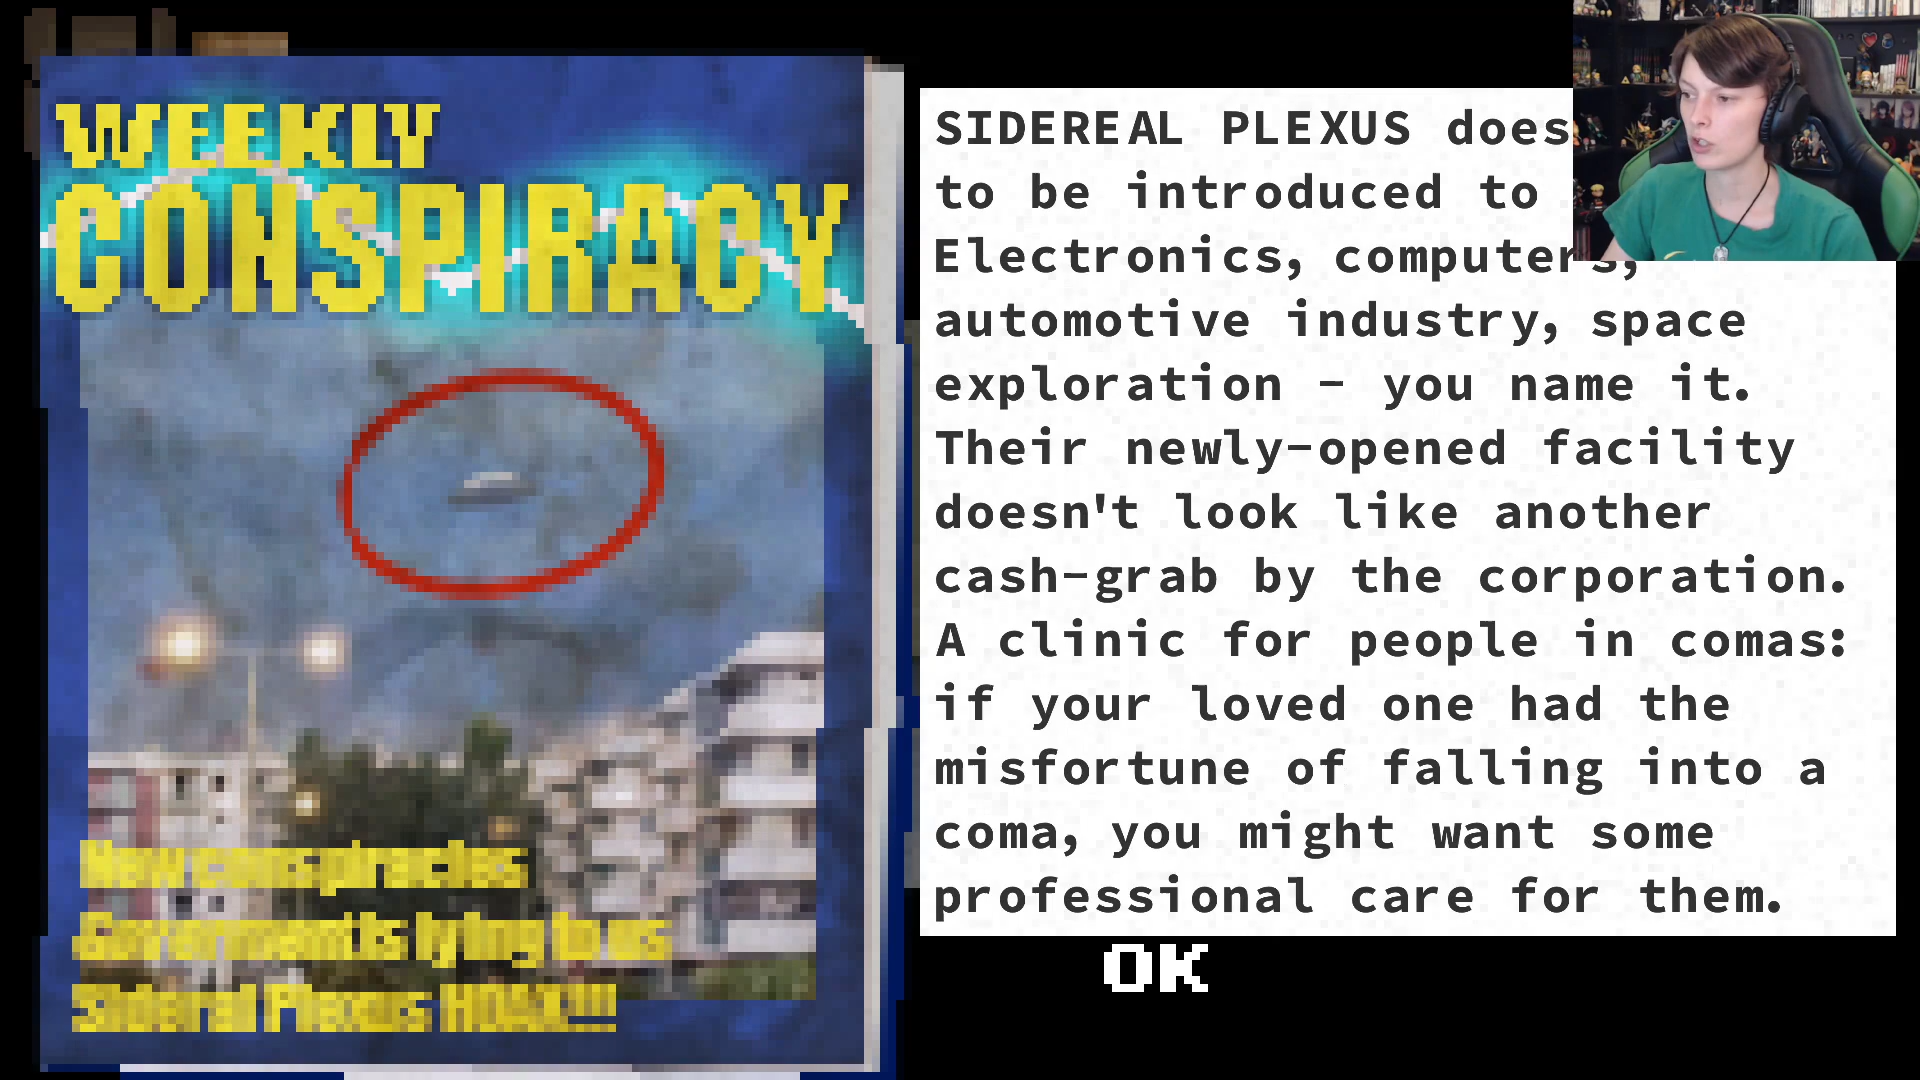 WEEKLY
CONSPIRACY
New conspiracies
Goverment is lying to us
Sideral Plexus HOAX!!!
SIDEREAL PLEXUS does
to be introduced to
Electronics, computers,
automotive industry, space
exploration - you name it.
Their newly-opened facility
doesn't look like another
cash-grab by the corporation.
A clinic for people in comas:
if your loved one had the
misfortune of falling into a
coma, you might want some
professional care for them.
OK